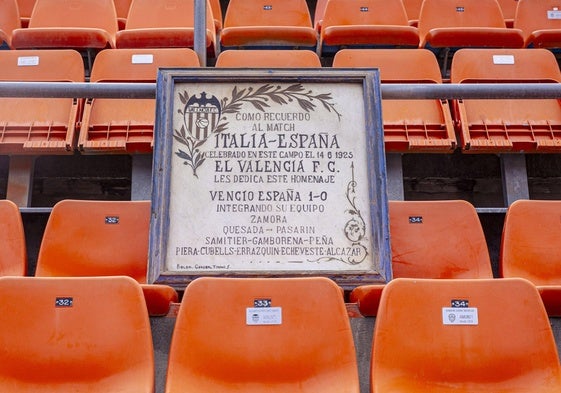 COMO RECUERDO
AL MATCH
ITALIA-ESPAÑA
CELEBRADO EN ESTE CAMPO EL 14 6 1925
EL VALENCIA F. C.
LES DEDICA ESTE HOMENAJE
VENCIO ESPAÑA 1-0
INTEGRANDO SU EQUIPO
ZAMORA
QUESADA - PASARIN
SAMITIER-GAMBORENA-PEÑA
PIERA-CUBELLS-ERRAZQUIN-ECHEVESTE-ALCAZAR
32
34
32
33
34